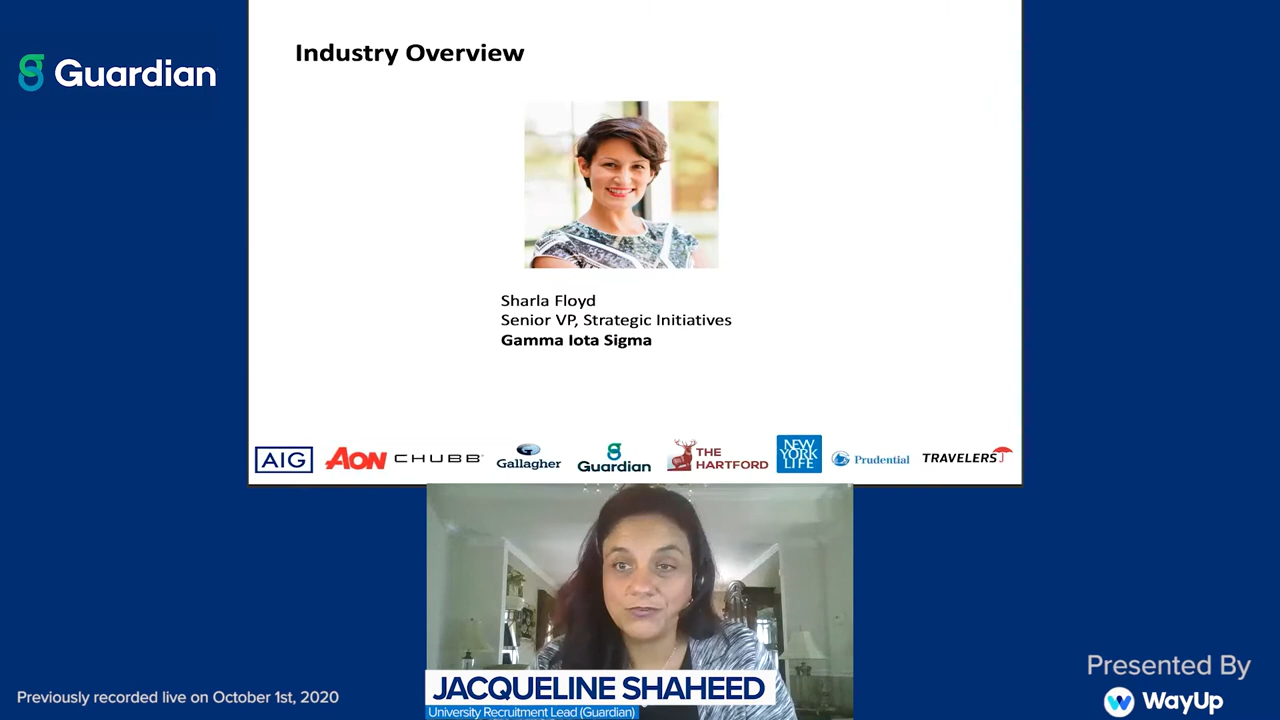 Guardian
Industry Overview
Sharla Floyd
Senior VP, Strategic Initiatives
Gamma Iota Sigma
AIG
AON
CHUBB
Gallagher
Guardian
THE
HARTFORD
NEW
YORK
LIFE
Prudential
TRAVELERS
JACQUELINE SHAHEED
University Recruitment Lead (Guardian)
Previously recorded live on October 1st, 2020
Presented By
WayUp